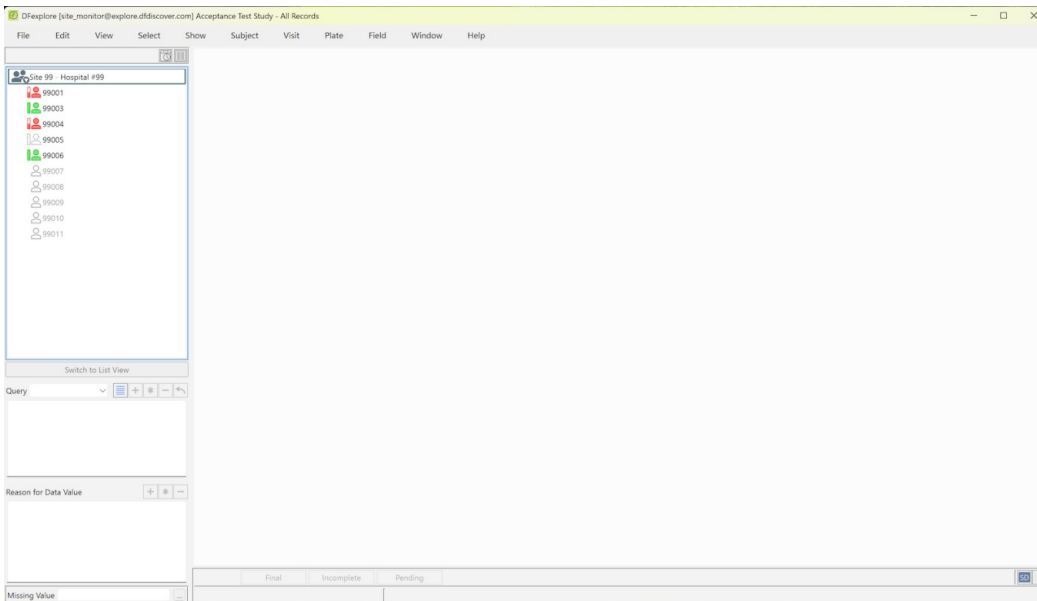 DFexplore [site_monitor@explore.dfdiscover.com] Acceptance Test Study - All Records
File Edit View Select Show Subject Visit Plate Field Window Help
Site 99 - Hospital #99
99001
99003
99004
99005
99006
99007
99008
99009
99010
99011
Switch to List View
Query
Reason for Data Value
Final Incomplete Pending
SD
Missing Value
...